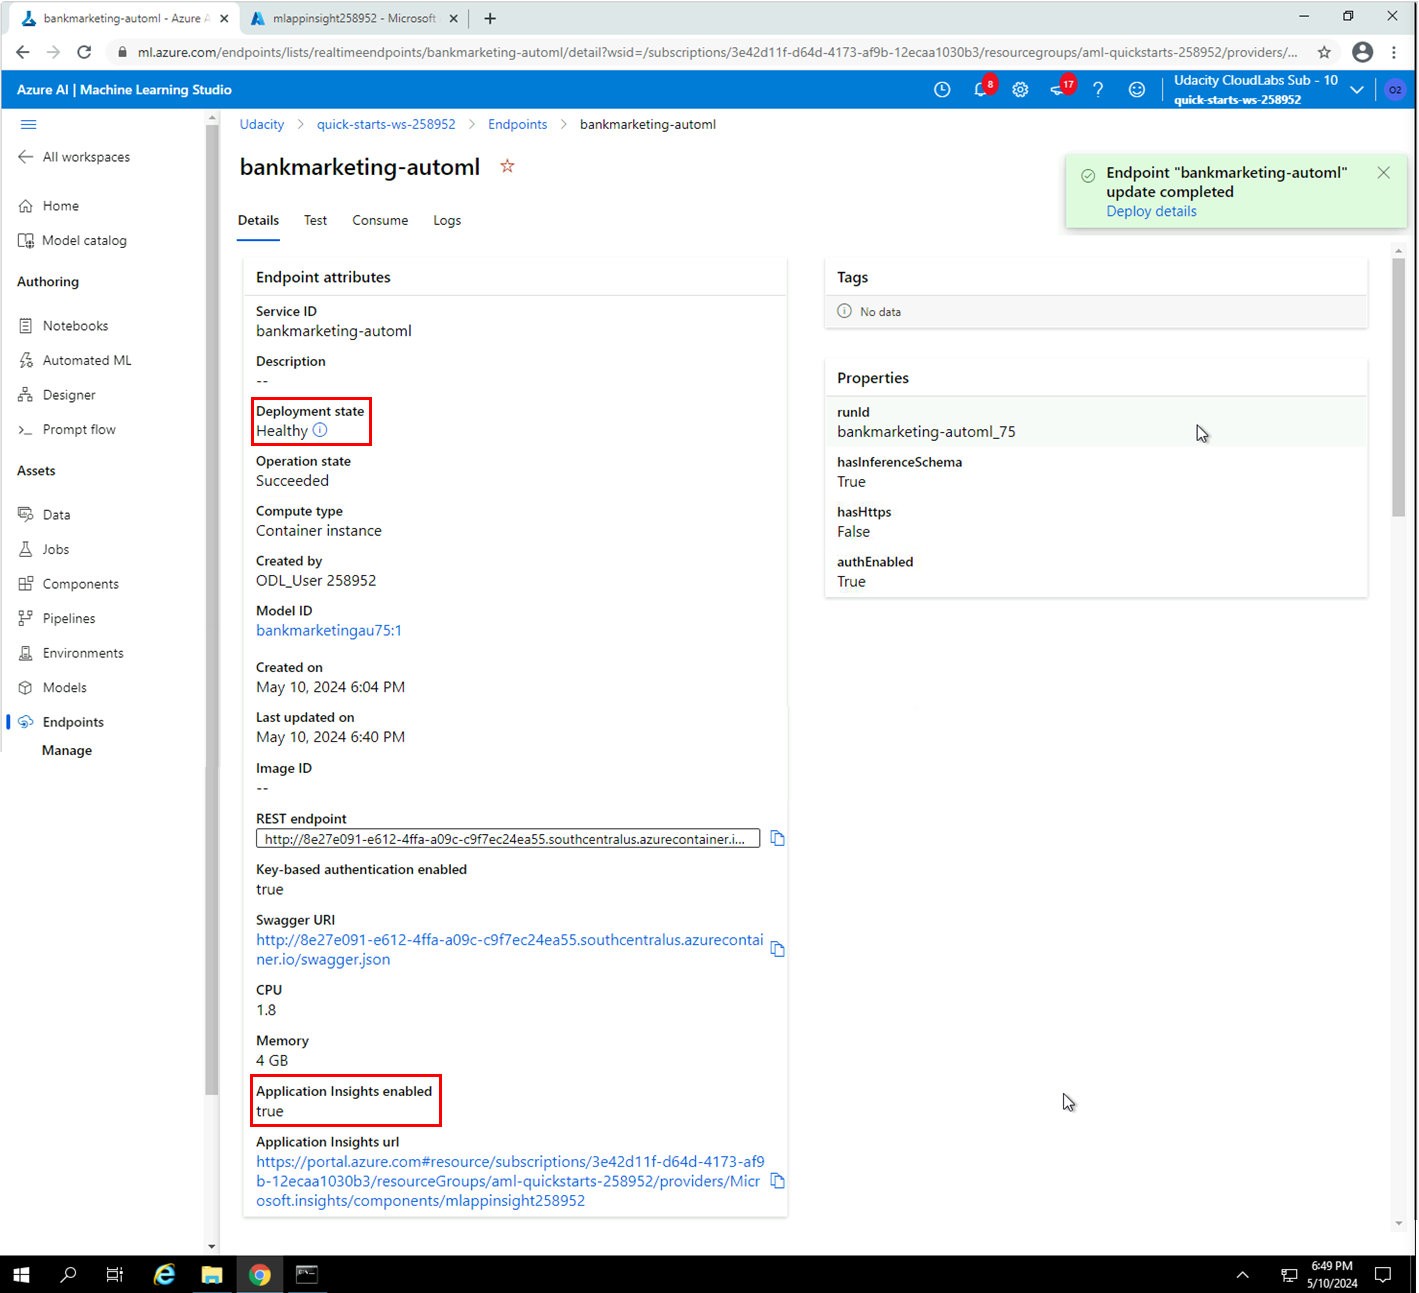 bankmarketing-automl - Azure A
mlappinsight258952 - Microsoft
ml.azure.com/endpoints/lists/realtimeendpoints/bankmarketing-automl/detail?wsid=/subscriptions/3e42d11f-d64d-4173-af9b-12ecaa1030b3/resourcegroups/aml-quickstarts-258952/providers/...
Azure AI | Machine Learning Studio
8
17
Udacity CloudLabs Sub - 10
quick-starts-ws-258952
O2
All workspaces
Home
Model catalog
Authoring
Notebooks
Automated ML
Designer
Prompt flow
Assets
Data
Jobs
Components
Pipelines
Environments
Models
Endpoints
Manage
Udacity > quick-starts-ws-258952 > Endpoints > bankmarketing-automl
bankmarketing-automl
Endpoint "bankmarketing-automl"
update completed
Deploy details
Details Test Consume Logs
Endpoint attributes
Service ID
bankmarketing-automl
Description
--
Deployment state
Healthy
Operation state
Succeeded
Compute type
Container instance
Created by
ODL_User 258952
Model ID
bankmarketingau75:1
Created on
May 10, 2024 6:04 PM
Last updated on
May 10, 2024 6:40 PM
Image ID
--
REST endpoint
http://8e27e091-e612-4ffa-a09c-c9f7ec24ea55.southcentralus.azurecontainer.i...
Key-based authentication enabled
true
Swagger URI
http://8e27e091-e612-4ffa-a09c-c9f7ec24ea55.southcentralus.azurecontai
ner.io/swagger.json
CPU
1.8
Memory
4 GB
Application Insights enabled
true
Application Insights url
https://portal.azure.com#resource/subscriptions/3e42d11f-d64d-4173-af9
b-12ecaa1030b3/resourceGroups/aml-quickstarts-258952/providers/Micr
osoft.insights/components/mlappinsight258952
Tags
No data
Properties
runId
bankmarketing-automl_75
hasInferenceSchema
True
hasHttps
False
authEnabled
True
6:49 PM
5/10/2024